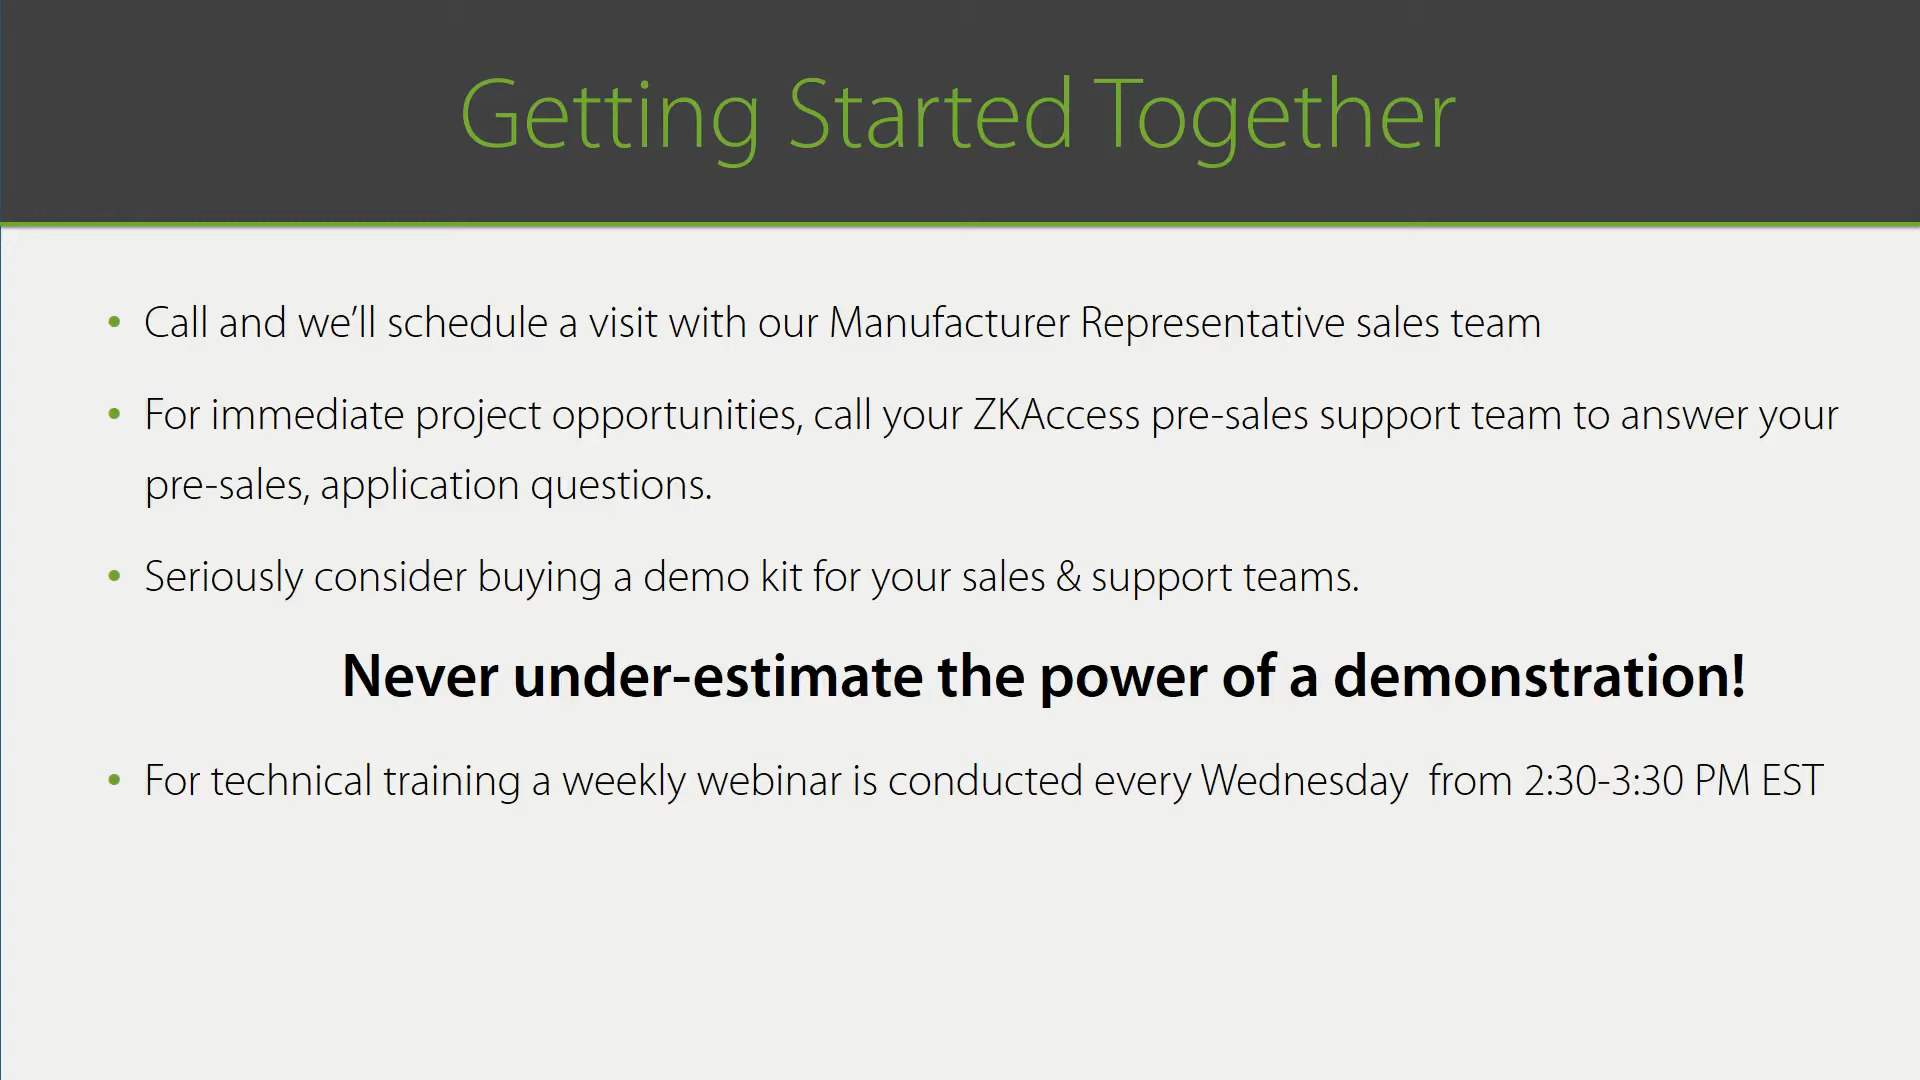 Getting Started Together
• Call and we’ll schedule a visit with our Manufacturer Representative sales team
• For immediate project opportunities, call your ZKAccess pre-sales support team to answer your
pre-sales, application questions.
• Seriously consider buying a demo kit for your sales & support teams.
Never under-estimate the power of a demonstration!
• For technical training a weekly webinar is conducted every Wednesday  from 2:30-3:30 PM EST